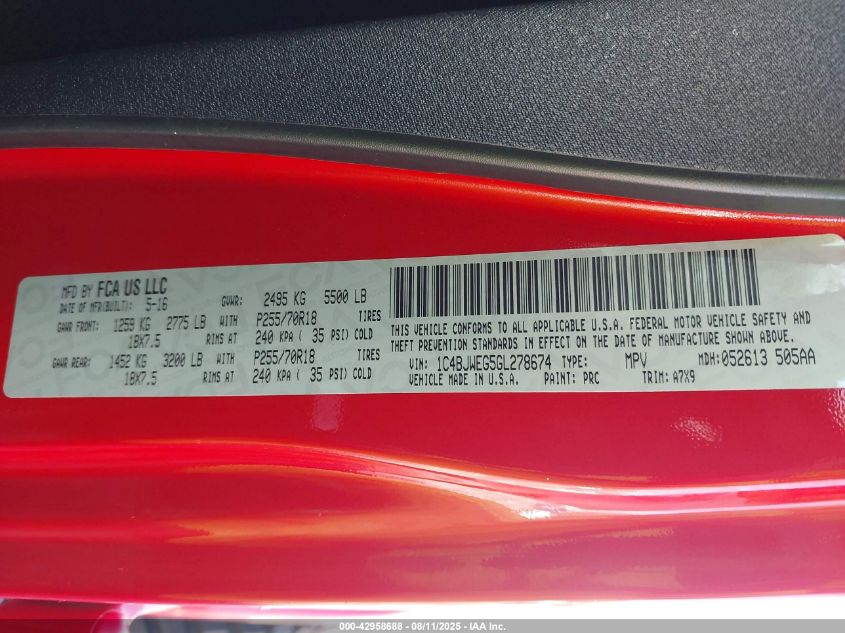 MFD BY FCA US LLC
DATE OF MFR(BUILT): 5-16 GVWR: 2495 KG 5500 LB
GAWR FRONT: 1259 KG 2775 LB WITH P255/70R18 TIRES
18X7.5 RIMS AT 240 KPA ( 35 PSI) COLD
GAWR REAR: 1452 KG 3200 LB WITH P255/70R18 TIRES
18X7.5 RIMS AT 240 KPA ( 35 PSI) COLD
THIS VEHICLE CONFORMS TO ALL APPLICABLE U.S.A. FEDERAL MOTOR VEHICLE SAFETY AND
THEFT PREVENTION STANDARDS IN EFFECT ON THE DATE OF MANUFACTURE SHOWN ABOVE.
VIN: 1C4BJWEG5GL278674 TYPE: MPV MDH: 052613 505AA
VEHICLE MADE IN U.S.A. PAINT: PRC TRIM: A7X9
000-42958688 - 08/11/2025 - IAA Inc.